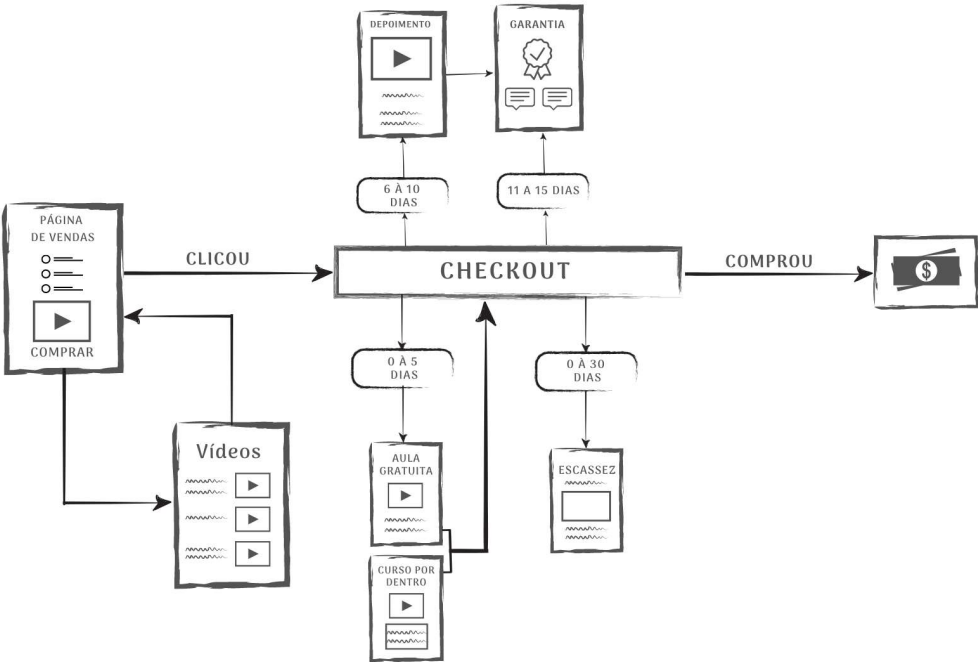 DEPOIMENTO
GARANTIA
6 À 10
DIAS
11 A 15 DIAS
PÁGINA
DE VENDAS
COMPRAR
CLICOU
CHECKOUT
COMPROU
$
0 À 5
DIAS
0 À 30
DIAS
Vídeos
AULA
GRATUITA
ESCASSEZ
CURSO POR
DENTRO